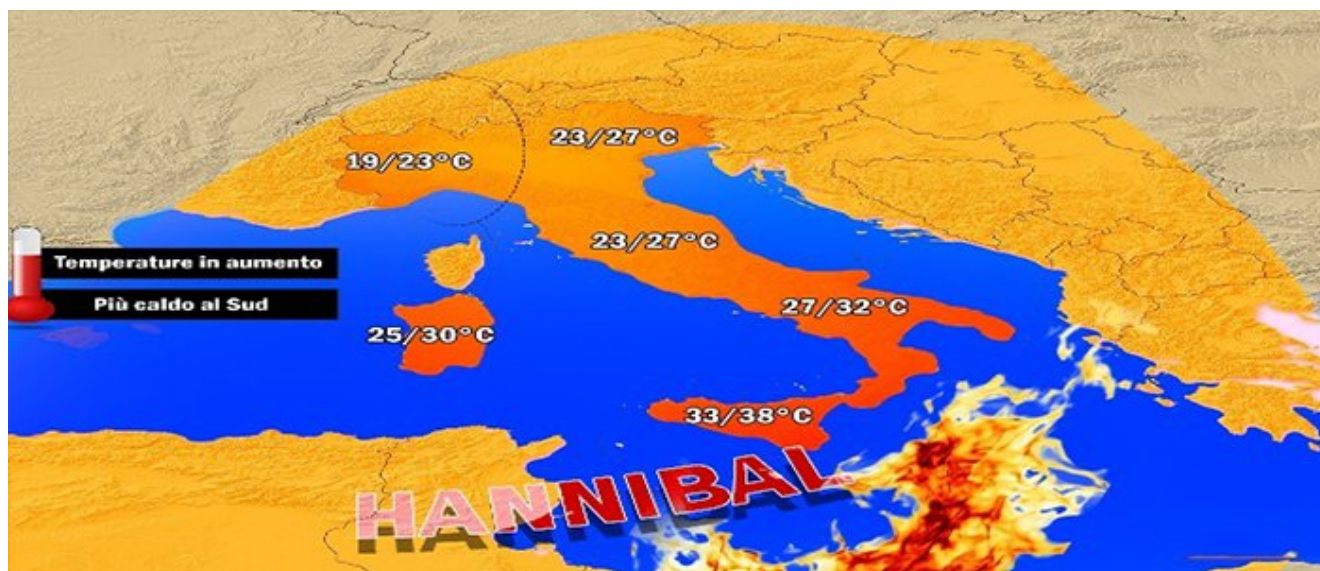 23/27°C
19/23°C
23/27°C
Temperature in aumento
Più caldo al Sud
27/32°C
25/30°C
33/38°C
HANNIBAL